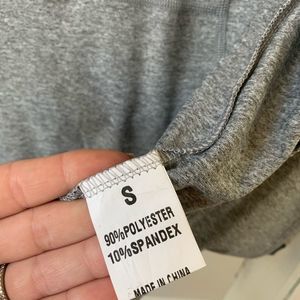 S
90%POLYESTER
10%SPANDEX
MADE IN CHINA